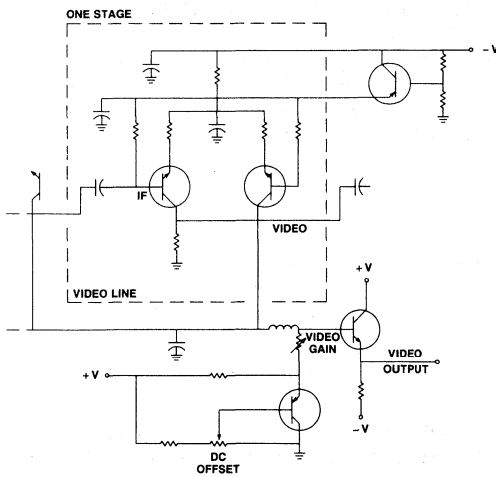 ONE STAGE
– V
IF
VIDEO
VIDEO LINE
+ V
VIDEO
GAIN
VIDEO
OUTPUT
+ V
– V
DC
OFFSET